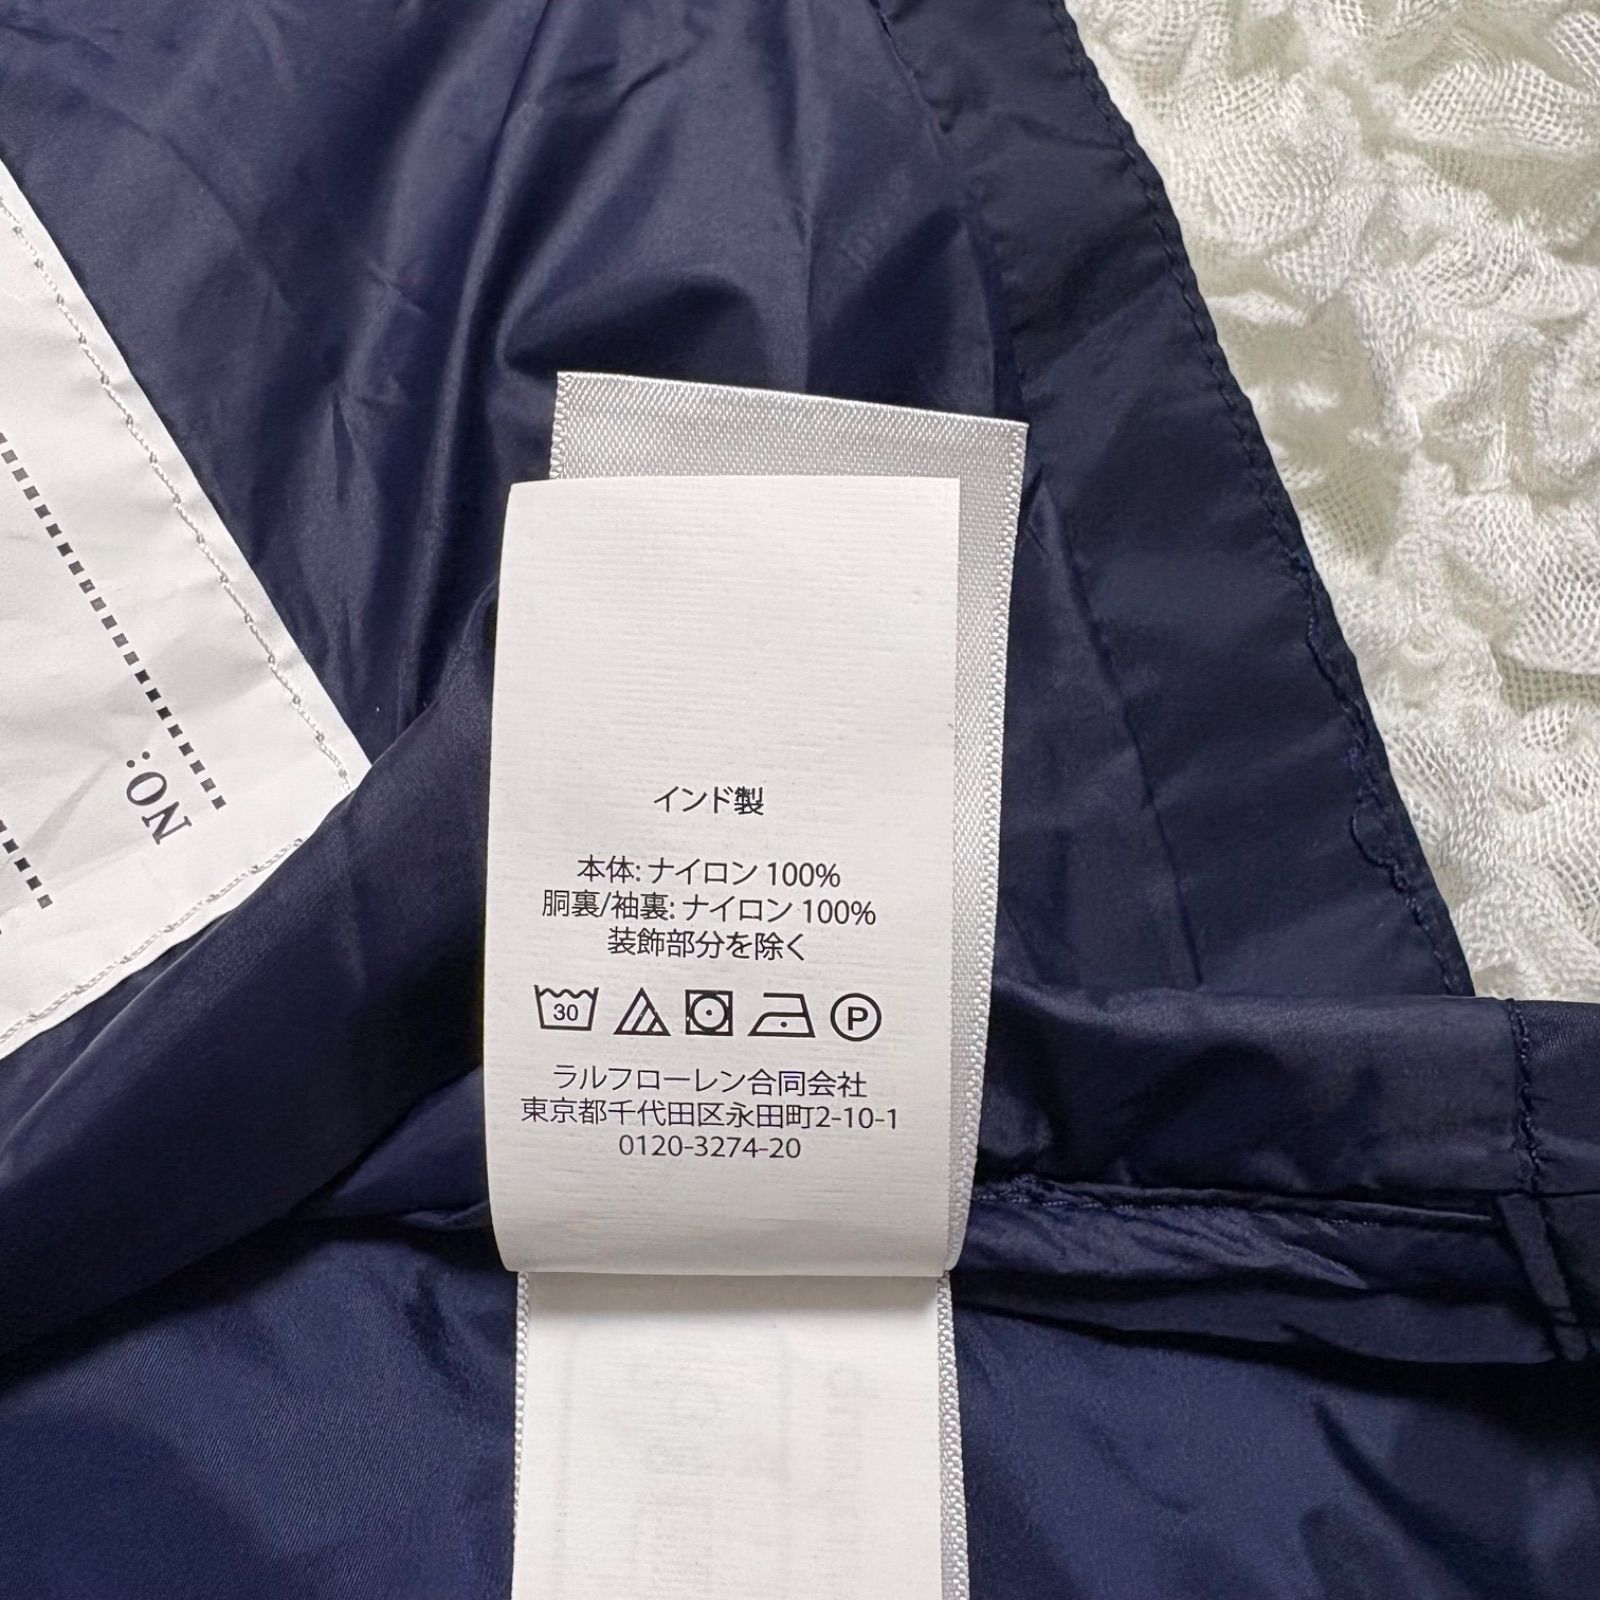 インド製
本体: ナイロン 100%
胴裏/袖裏: ナイロン 100%
装飾部分を除く
30
P
ラルフローレン合同会社
東京都千代田区永田町2-10-1
0120-3274-20
NO: